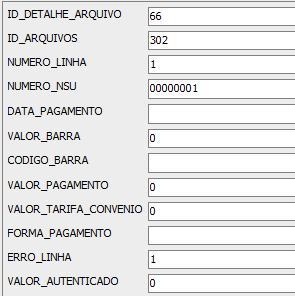 ID_DETALHE_ARQUIVO 66
ID_ARQUIVOS 302
NUMERO_LINHA 1
NUMERO_NSU 00000001
DATA_PAGAMENTO
VALOR_BARRA 0
CODIGO_BARRA
VALOR_PAGAMENTO 0
VALOR_TARIFA_CONVENIO 0
FORMA_PAGAMENTO
ERRO_LINHA 1
VALOR_AUTENTICADO 0